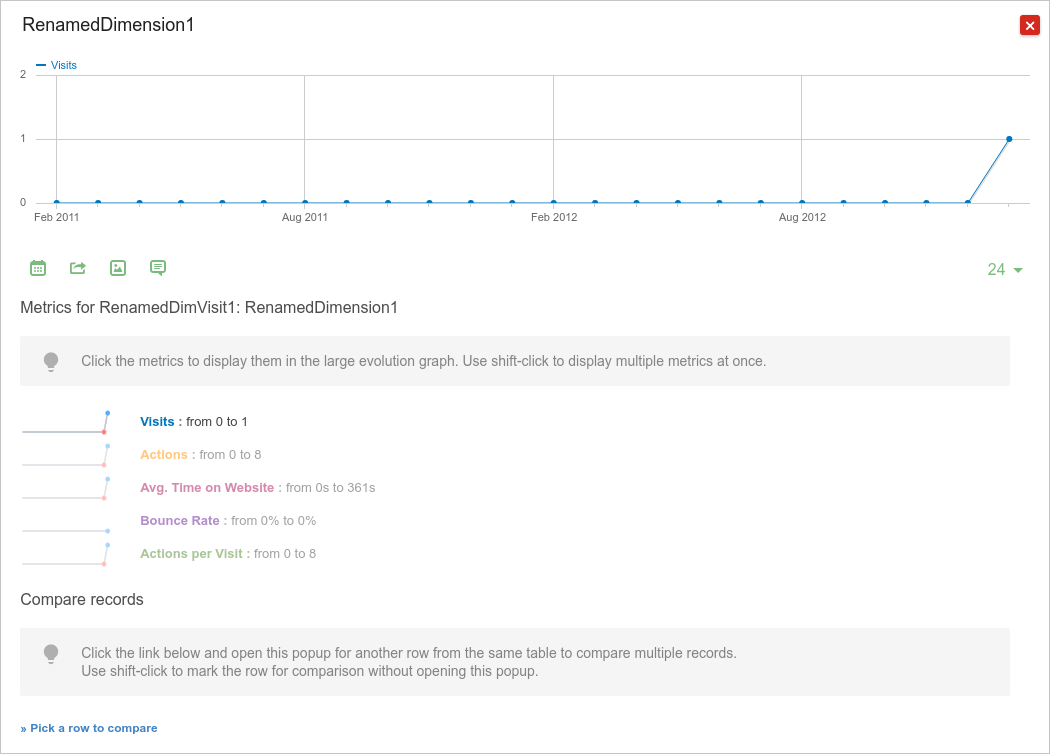 RenamedDimension1
Visits
2
1
0
Feb 2011 Aug 2011 Feb 2012 Aug 2012
24
Metrics for RenamedDimVisit1: RenamedDimension1
Click the metrics to display them in the large evolution graph. Use shift-click to display multiple metrics at once.
Visits : from 0 to 1
Actions : from 0 to 8
Avg. Time on Website : from 0s to 361s
Bounce Rate : from 0% to 0%
Actions per Visit : from 0 to 8
Compare records
Click the link below and open this popup for another row from the same table to compare multiple records.
Use shift-click to mark the row for comparison without opening this popup.
» Pick a row to compare